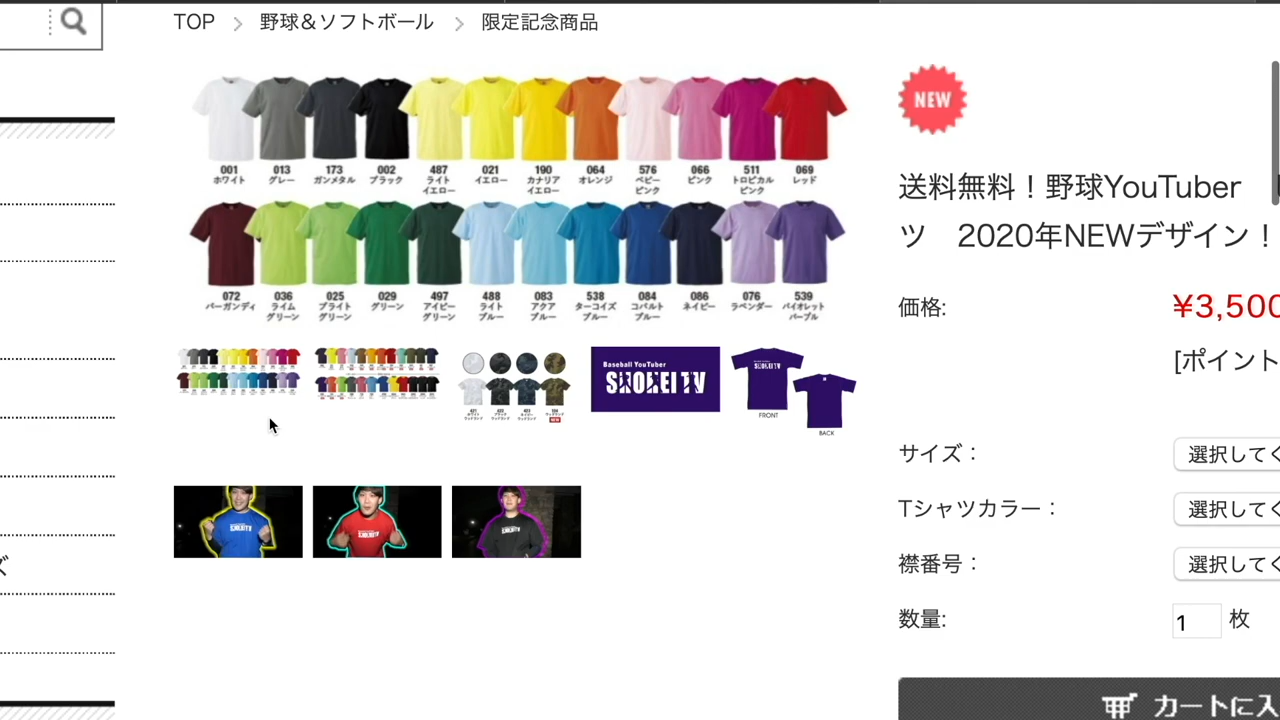 TOP > 野球&ソフトボール > 限定記念商品
NEW
送料無料！野球YouTuber
ツ 2020年NEWデザイン！
001 013 173 002 487 021 190 064 576 066 511 069
ホワイト グレー ガンメタル ブラック ライトイエロー イエロー カナリアイエロー オレンジ ベビーピンク ピンク トロピカルピンク レッド
072 036 025 029 497 488 083 538 084 086 076 539
バーガンディ ライムグリーン ブライトグリーン グリーン アイビーグリーン ライトブルー アクアブルー ターコイズブルー コバルトブルー ネイビー ラベンダー バイオレットパープル
価格:
¥3,500
[ポイント
Baseball YouTuber
SHOHEI TV
FRONT
BACK
サイズ：
選択してく
Tシャツカラー：
選択してく
襟番号：
選択してく
数量:
1 枚
カートに入
ズ